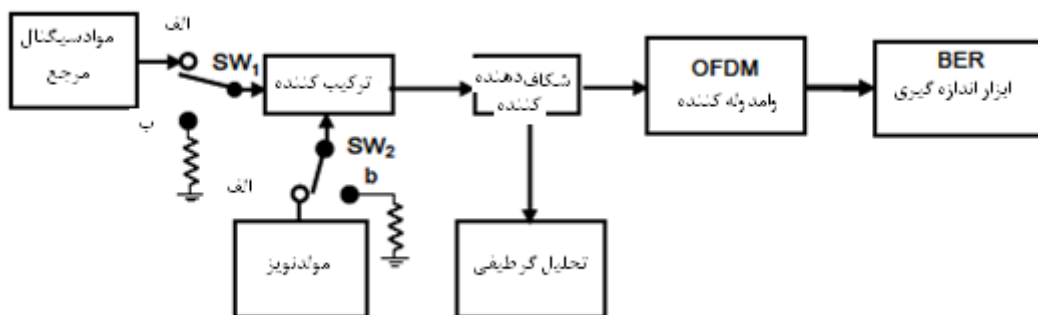 الف
موادسیگنال
مرجع
SW₁
ترکیب کننده
شکاف‌دهنده
کننده
OFDM
وامدوله کننده
BER
ابزار اندازه گیری
ب
SW₂
b
الف
مولدنویز
تحلیل گر طیفی